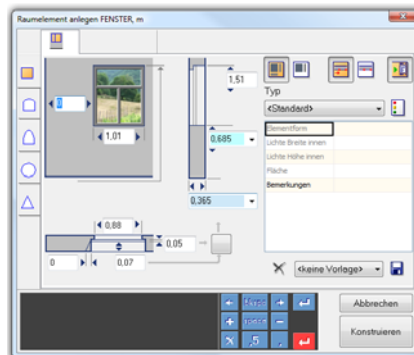 Raumelement anlegen FENSTER, m
0
1,01
1,51
0,685
0,365
0,88
0,05
0
0,07
Typ
<Standard>
Elementform
Lichte Breite innen
Lichte Höhe innen
Fläche
Bemerkungen
<keine Vorlage>
Abbrechen
Konstruieren
,5